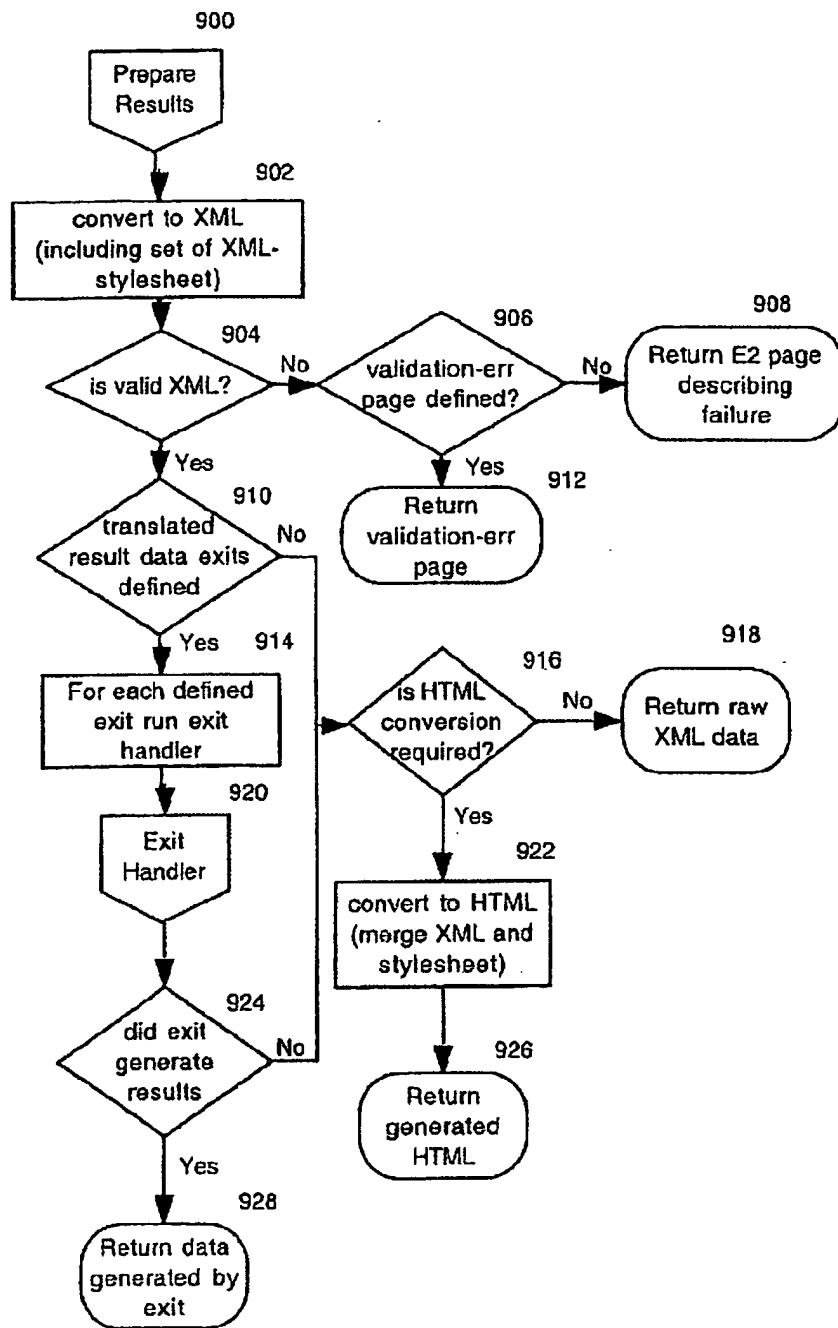 900
Prepare
Results
902
convert to XML
(including set of XML-
stylesheet)
904
is valid XML?
No
906
validation-err
page defined?
No
908
Return E2 page
describing
failure
Yes
Yes
912
Return
validation-err
page
910
translated
result data exits
defined
No
Yes
914
For each defined
exit run exit
handler
916
is HTML
conversion
required?
No
918
Return raw
XML data
920
Exit
Handler
Yes
922
convert to HTML
(merge XML and
stylesheet)
924
did exit
generate
results
No
926
Return
generated
HTML
Yes
928
Return data
generated by
exit